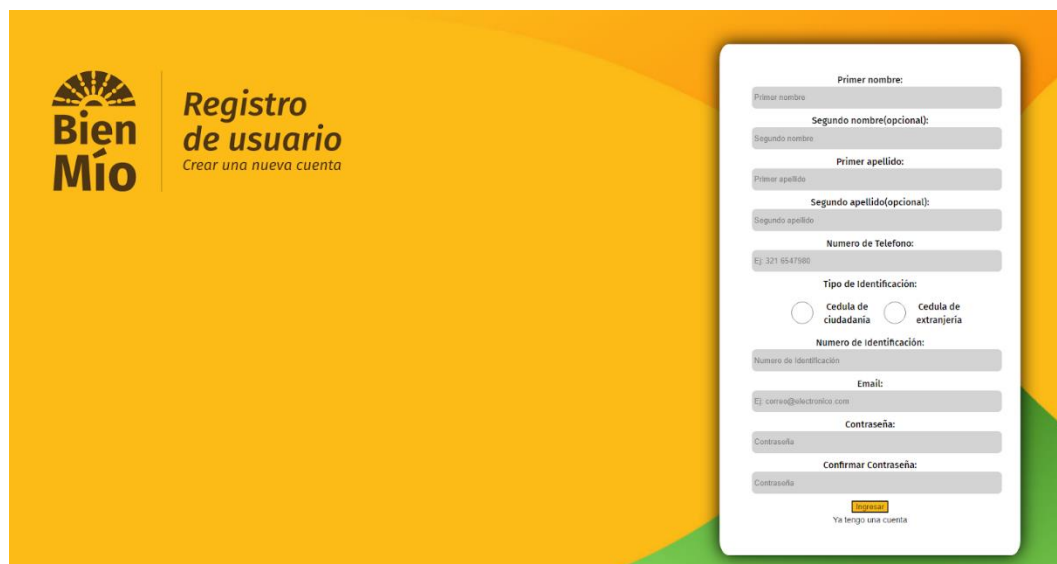 Bien
Mío
Registro
de usuario
Crear una nueva cuenta
Primer nombre:
Primer nombre
Segundo nombre(opcional):
Segundo nombre
Primer apellido:
Primer apellido
Segundo apellido(opcional):
Segundo apellido
Numero de Telefono:
Ej: 321 6547980
Tipo de Identificación:
Cedula de
ciudadania
Cedula de
extranjeria
Numero de Identificación:
Numero de Identificación
Email:
Ej: correo@electronico.com
Contraseña:
Contraseña
Confirmar Contraseña:
Contraseña
Ingresar
Ya tengo una cuenta